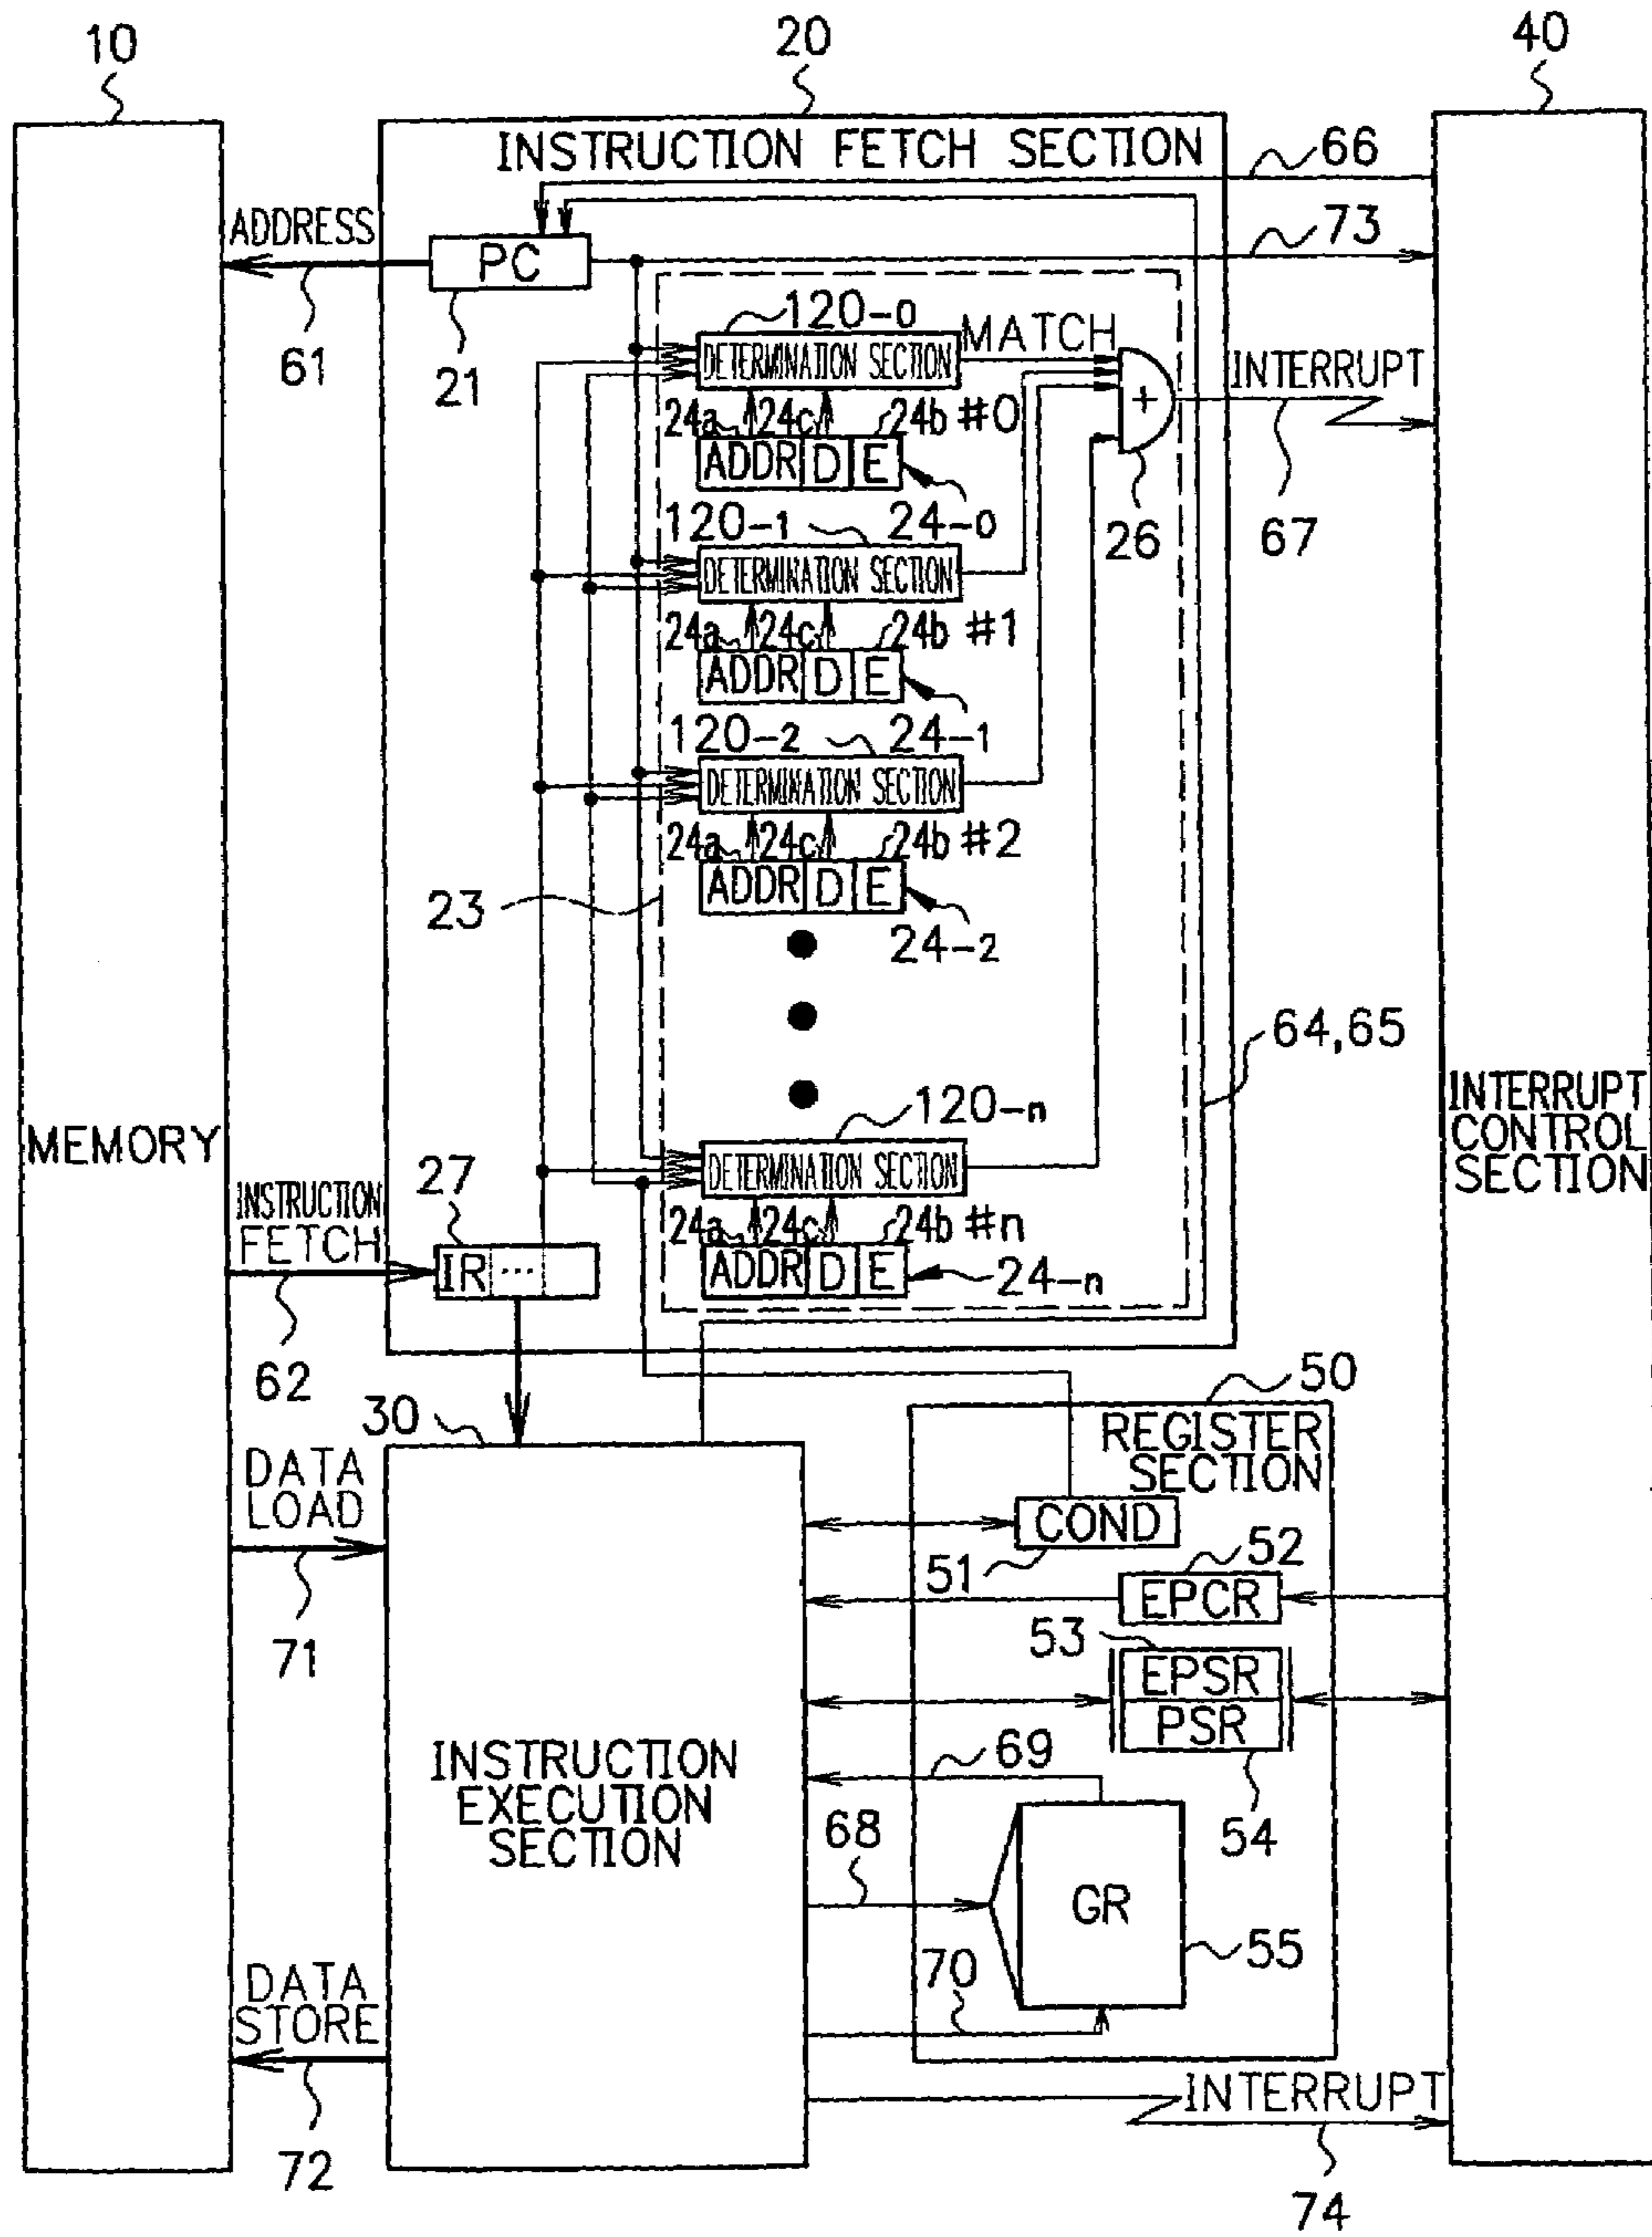 10
20
40
INSTRUCTION FETCH SECTION
66
ADDRESS
PC
73
61
21
120-0
MATCH
DETERMINATION SECTION
INTERRUPT
+
24a 24c 24b #0
ADDR D E
26
67
120-1 24-0
DETERMINATION SECTION
24a 24c 24b #1
ADDR D E
120-2 24-1
DETERMINATION SECTION
24a 24c 24b #2
ADDR D E
23
24-2
64,65
120-n
MEMORY
INTERRUPT
CONTROL
SECTION
DETERMINATION SECTION
27
INSTRUCTION
FETCH
24a 24c 24b #n
IR ...
ADDR D E
24-n
62
30
50
REGISTER
SECTION
DATA
LOAD
COND
51
52
EPCR
71
53
EPSR
PSR
INSTRUCTION
EXECUTION
SECTION
69
54
68
GR
55
70
DATA
STORE
72
INTERRUPT
74